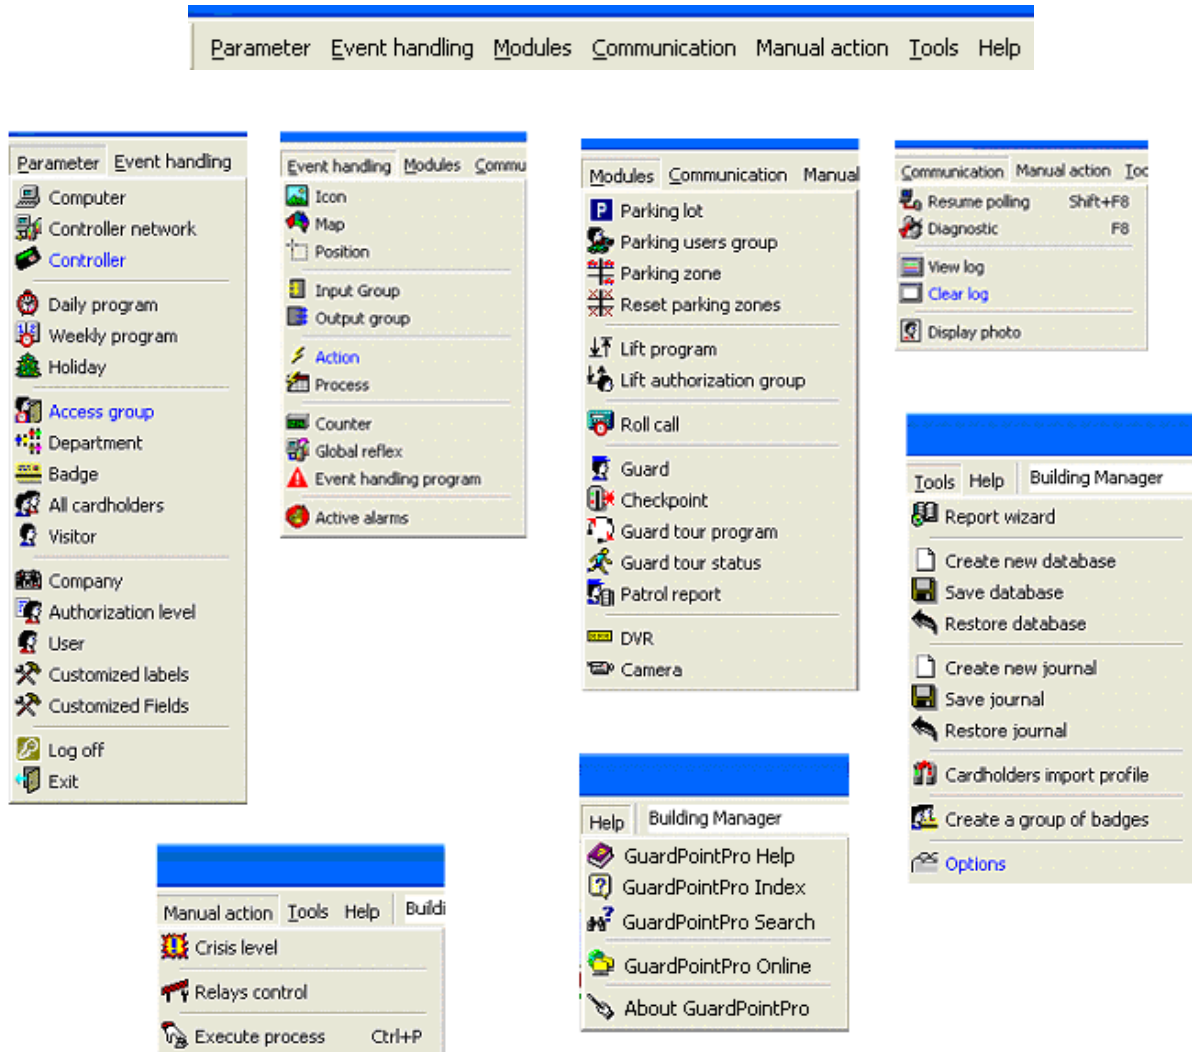 Parameter Event handling Modules Communication Manual action Tools Help
Parameter Event handling
Computer
Controller network
Controller
Daily program
Weekly program
Holiday
Access group
Department
Badge
All cardholders
Visitor
Company
Authorization level
User
Customized labels
Customized Fields
Log off
Exit
Event handling Modules Commu
Icon
Map
Position
Input Group
Output group
Action
Process
Counter
Global reflex
Event handling program
Active alarms
Modules Communication Manual
Parking lot
Parking users group
Parking zone
Reset parking zones
Lift program
Lift authorization group
Roll call
Guard
Checkpoint
Guard tour program
Guard tour status
Patrol report
DVR
Camera
Communication Manual action Too
Resume polling Shift+F8
Diagnostic F8
View log
Clear log
Display photo
Tools Help Building Manager
Report wizard
Create new database
Save database
Restore database
Create new journal
Save journal
Restore journal
Cardholders import profile
Create a group of badges
Options
Manual action Tools Help Buildi
Crisis level
Relays control
Execute process Ctrl+P
Help Building Manager
GuardPointPro Help
GuardPointPro Index
GuardPointPro Search
GuardPointPro Online
About GuardPointPro